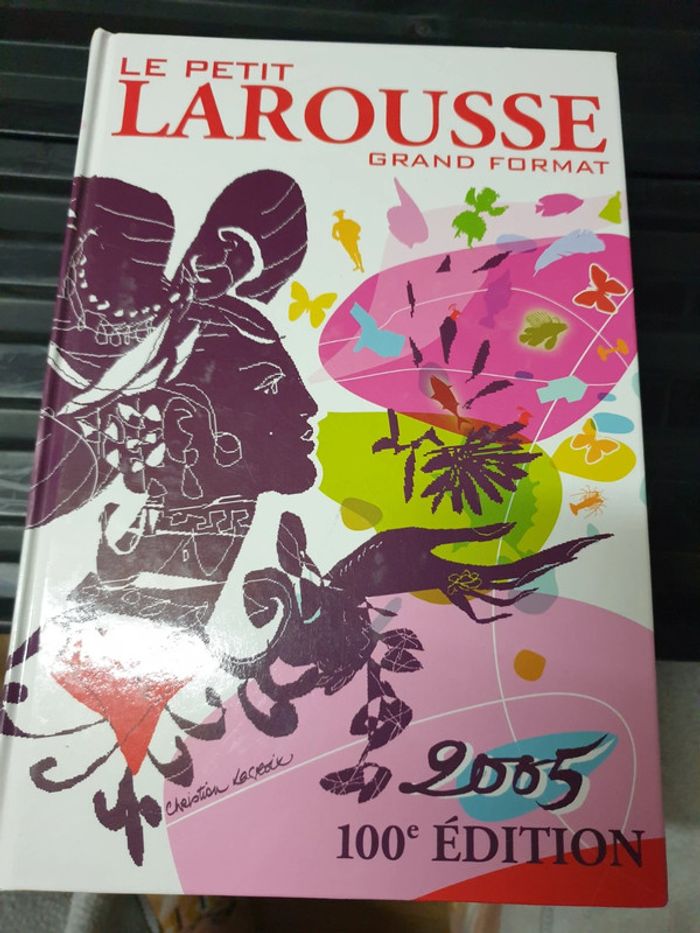 LE PETIT
LAROUSSE
GRAND FORMAT
Christian Lacroix
2005
100e ÉDITION